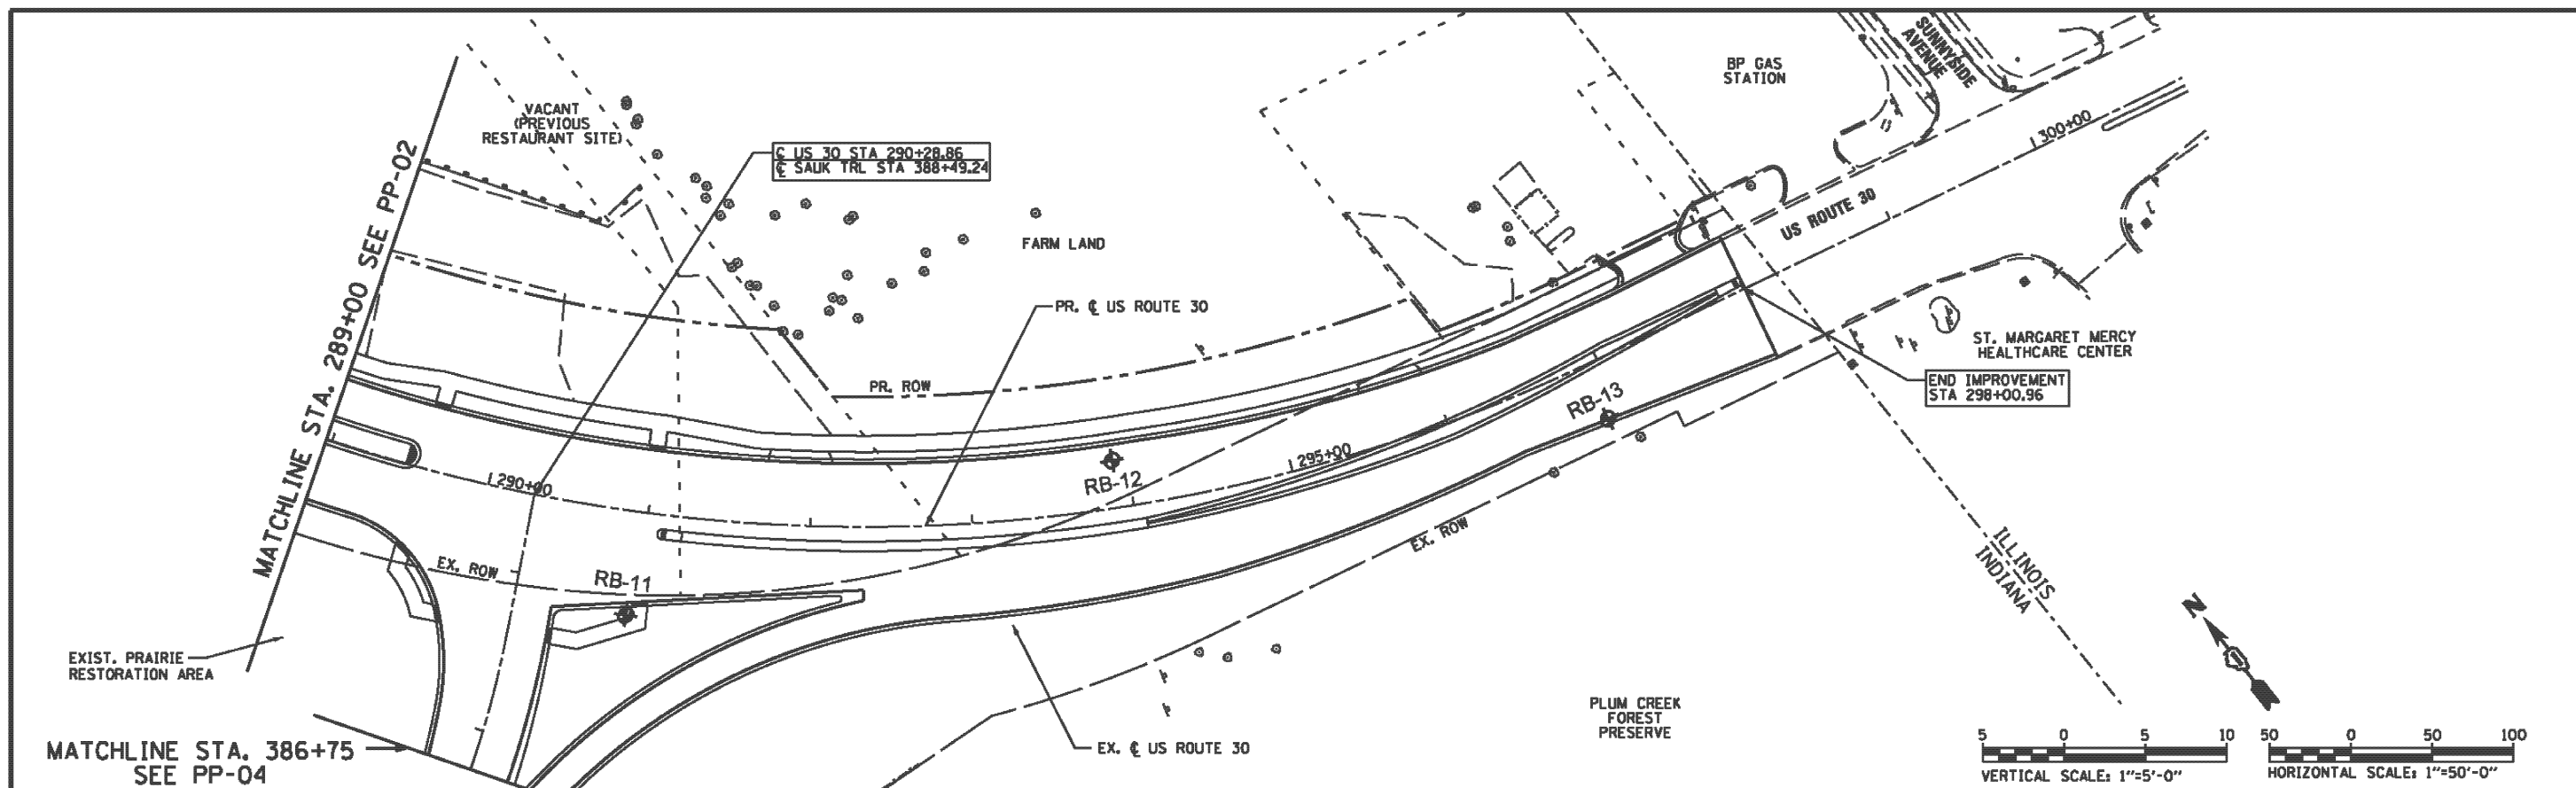 VACANT
(PREVIOUS
RESTAURANT SITE)
℄ US 30 STA 290+28.86
℄ SAUK TRL STA 388+49.24
FARM LAND
BP GAS
STATION
SUNNYSIDE
AVENUE
300+00
US ROUTE 30
MATCHLINE STA. 289+00 SEE PP-02
PR. ℄ US ROUTE 30
PR. ROW
ST. MARGARET MERCY
HEALTHCARE CENTER
END IMPROVEMENT
STA 298+00.96
RB-13
RB-12
295+00
290+00
EX. ROW
EX. ROW
RB-11
ILLINOIS
INDIANA
N
EXIST. PRAIRIE
RESTORATION AREA
MATCHLINE STA. 386+75
SEE PP-04
EX. ℄ US ROUTE 30
PLUM CREEK
FOREST
PRESERVE
5 0 5 10
VERTICAL SCALE: 1"=5'-0"
50 0 50 100
HORIZONTAL SCALE: 1"=50'-0"